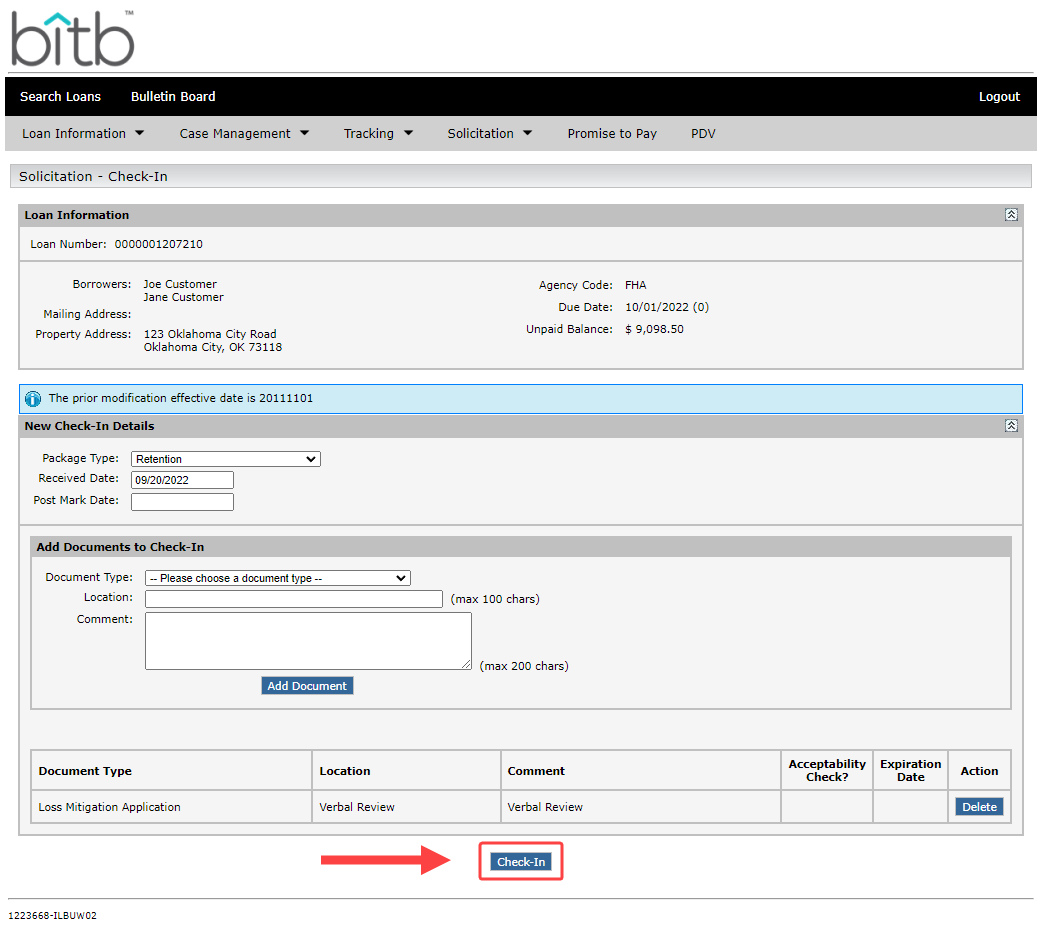 bitb™
Search Loans Bulletin Board Logout
Loan Information Case Management Tracking Solicitation Promise to Pay PDV
Solicitation - Check-In
Loan Information
Loan Number: 0000001207210
Borrowers: Joe Customer
Jane Customer
Mailing Address:
Property Address: 123 Oklahoma City Road
Oklahoma City, OK 73118
Agency Code: FHA
Due Date: 10/01/2022 (0)
Unpaid Balance: $ 9,098.50
The prior modification effective date is 20111101
New Check-In Details
Package Type: Retention
Received Date: 09/20/2022
Post Mark Date:
Add Documents to Check-In
Document Type: -- Please choose a document type --
Location: (max 100 chars)
Comment: (max 200 chars)
Add Document
Document Type Location Comment Acceptability Check? Expiration Date Action
Loss Mitigation Application Verbal Review Verbal Review Delete
Check-In
1223668-ILBUW02